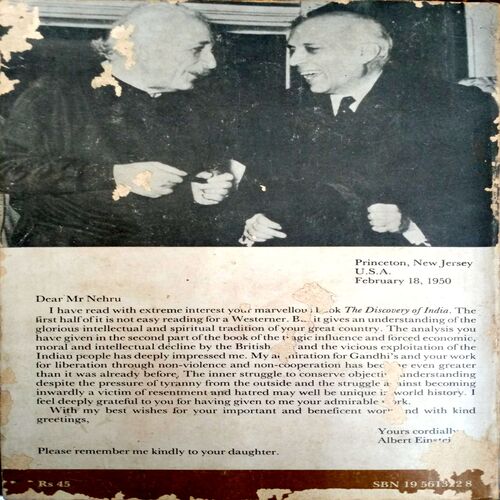 Princeton, New Jersey
U.S.A.
February 18, 1950
Dear Mr Nehru
I have read with extreme interest your marvellous book The Discovery of India. The
first half of it is not easy reading for a Westerner. But it gives an understanding of the
glorious intellectual and spiritual tradition of your great country. The analysis you
have given in the second part of the book of the tragic influence and forced economic,
moral and intellectual decline by the British and the vicious exploitation of the
Indian people has deeply impressed me. My admiration for Gandhi's and your work
for liberation through non-violence and non-cooperation has become even greater
than it was already before. The inner struggle to conserve objective understanding
despite the pressure of tyranny from the outside and the struggle against becoming
inwardly a victim of resentment and hatred may well be unique in world history. I
feel deeply grateful to you for having given to me your admirable work.
With my best wishes for your important and beneficent work and with kind
greetings,
Yours cordially
Albert Einstein
Please remember me kindly to your daughter.
Rs 45
SBN 19 561322 8